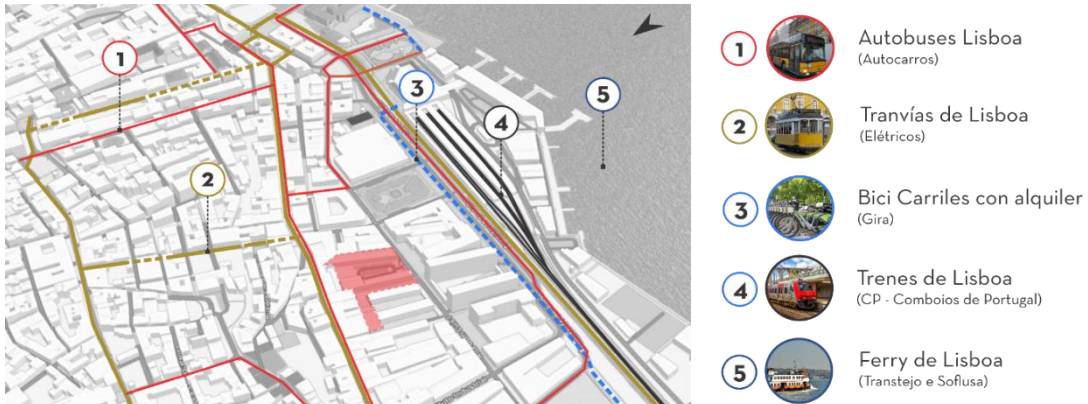 1
2
3
4
5
1
Autobuses Lisboa
(Autocarros)
2
Tranvías de Lisboa
(Elétricos)
3
Bici Carriles con alquiler
(Gira)
4
Trenes de Lisboa
(CP - Comboios de Portugal)
5
Ferry de Lisboa
(Transtejo e Soflusa)